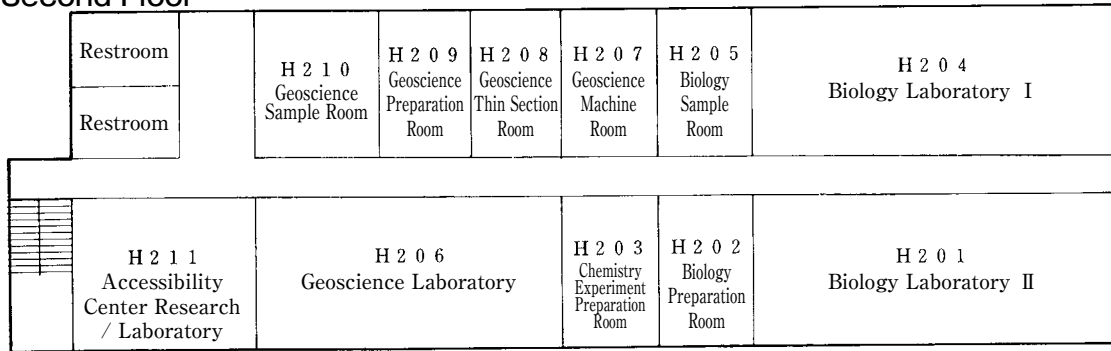 Second Floor
Restroom
Restroom
H210
Geoscience
Sample Room
H209
Geoscience
Preparation
Room
H208
Geoscience
Thin Section
Room
H207
Geoscience
Machine
Room
H205
Biology
Sample
Room
H204
Biology Laboratory I
H211
Accessibility
Center Research
/ Laboratory
H206
Geoscience Laboratory
H203
Chemistry
Experiment
Preparation
Room
H202
Biology
Preparation
Room
H201
Biology Laboratory II